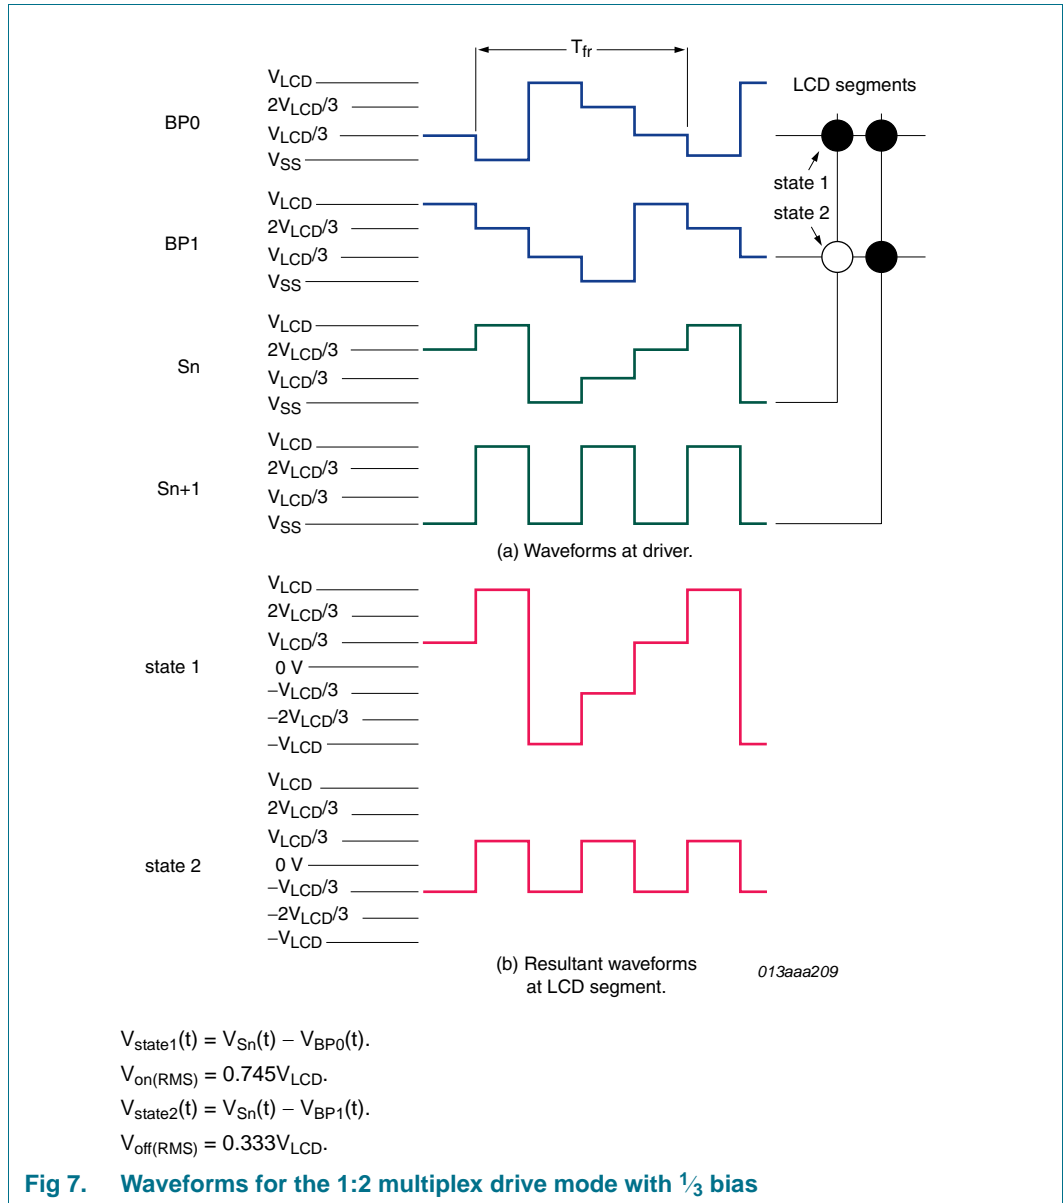 T_fr
BP0
V_LCD
2V_LCD/3
V_LCD/3
V_SS
LCD segments
state 1
state 2
BP1
V_LCD
2V_LCD/3
V_LCD/3
V_SS
Sn
V_LCD
2V_LCD/3
V_LCD/3
V_SS
Sn+1
V_LCD
2V_LCD/3
V_LCD/3
V_SS
(a) Waveforms at driver.
state 1
V_LCD
2V_LCD/3
V_LCD/3
0 V
−V_LCD/3
−2V_LCD/3
−V_LCD
state 2
V_LCD
2V_LCD/3
V_LCD/3
0 V
−V_LCD/3
−2V_LCD/3
−V_LCD
(b) Resultant waveforms
at LCD segment.
013aaa209
V_state1(t) = V_Sn(t) − V_BP0(t).
V_on(RMS) = 0.745V_LCD.
V_state2(t) = V_Sn(t) − V_BP1(t).
V_off(RMS) = 0.333V_LCD.
Fig 7. Waveforms for the 1:2 multiplex drive mode with 1⁄3 bias